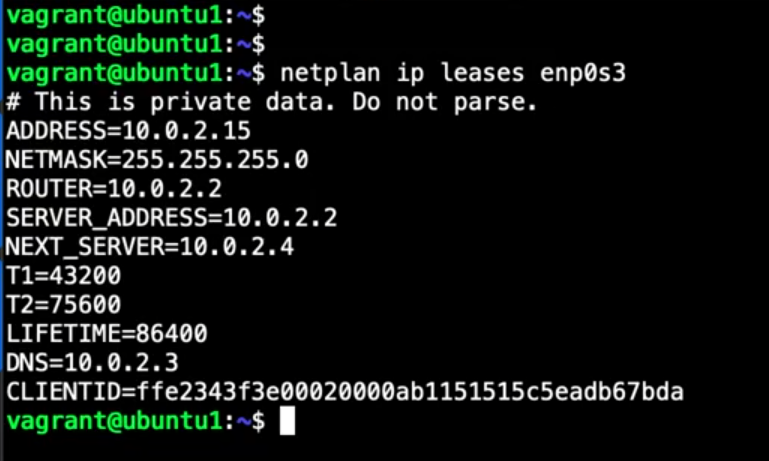 vagrant@ubuntu1:~$
vagrant@ubuntu1:~$
vagrant@ubuntu1:~$ netplan ip leases enp0s3
# This is private data. Do not parse.
ADDRESS=10.0.2.15
NETMASK=255.255.255.0
ROUTER=10.0.2.2
SERVER_ADDRESS=10.0.2.2
NEXT_SERVER=10.0.2.4
T1=43200
T2=75600
LIFETIME=86400
DNS=10.0.2.3
CLIENTID=ffe2343f3e00020000ab1151515c5eadb67bda
vagrant@ubuntu1:~$